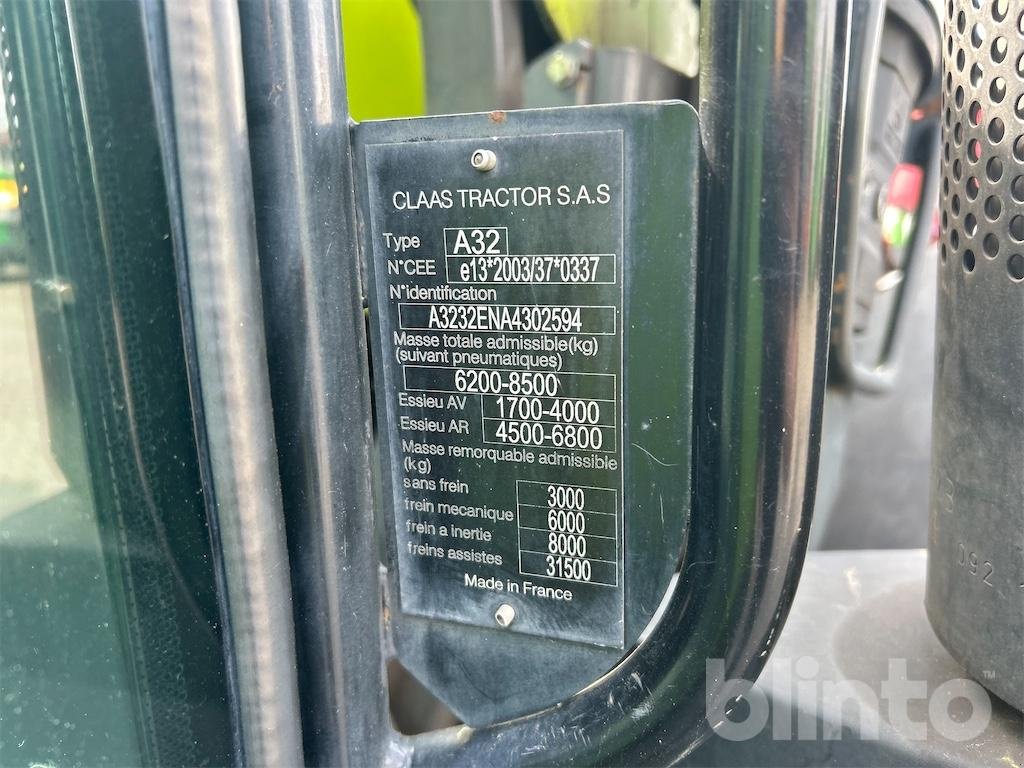 CLAAS TRACTOR S.A.S
Type A32
N°CEE e13*2003/37*0337
N°identification
A3232ENA4302594
Masse totale admissible(kg)
(suivant pneumatiques)
6200-8500
Essieu AV 1700-4000
Essieu AR 4500-6800
Masse remorquable admissible
(kg)
sans frein 3000
frein mecanique 6000
frein a inertie 8000
freins assistes 31500
Made in France
D92
blinto™